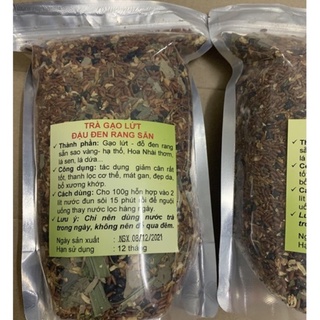 TRÀ GẠO LỨT
ĐẬU ĐEN RANG SẴN
✓ Thành phần: Gạo lứt - đỗ đen rang
sẵn sao vàng- hạ thổ, Hoa Nhài thơm,
lá sen, lá dứa.
✓ Công dụng: tác dụng giảm cân rất
tốt, thanh lọc cơ thể, mát gan, đẹp da,
bổ xương khớp.
✓ Cách dùng: Cho 100g hỗn hợp vào 2
lít nước đun sôi 15 phút rồi để nguội
uống thay nước lọc hàng ngày.
✓ Lưu ý: Chỉ nên dùng nước trà
trong ngày, không nên để qua đêm.
Ngày sản xuất : NSX 08/12/2021
Hạn sử dụng : 12 tháng